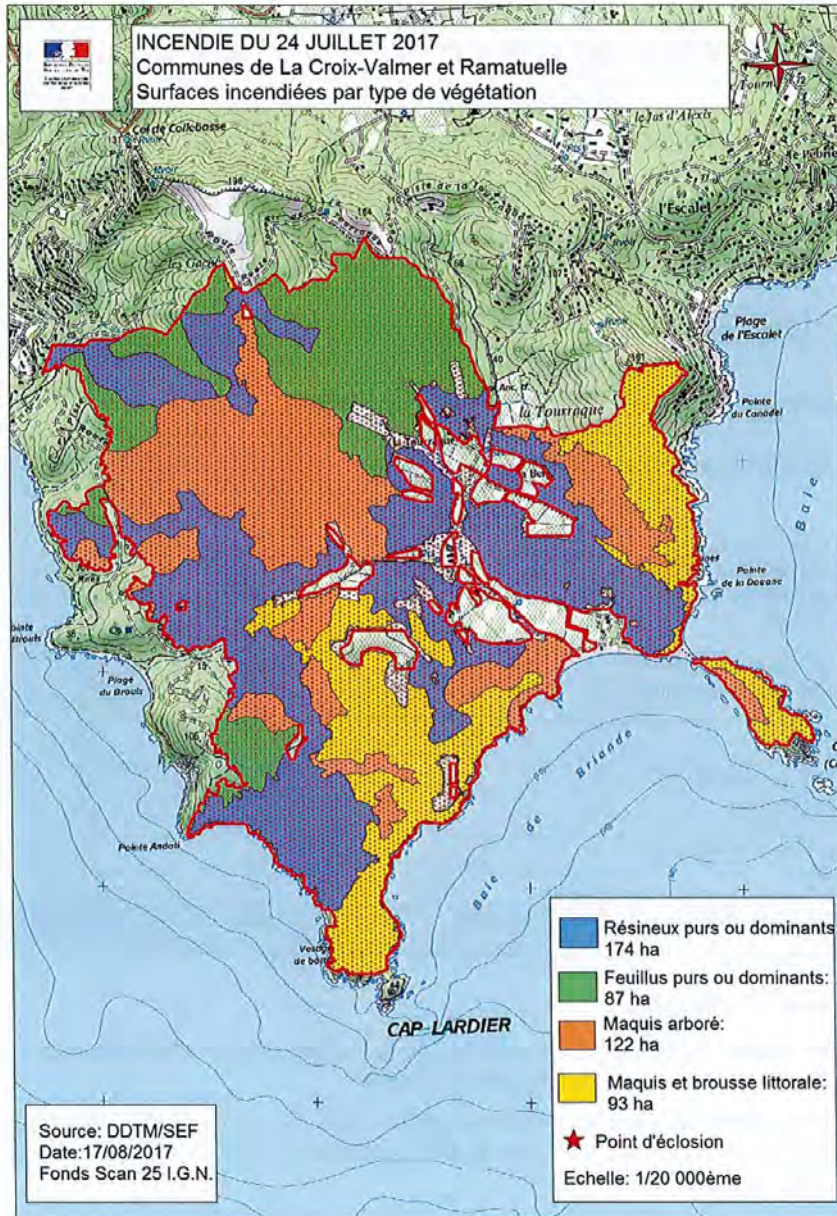 INCENDIE DU 24 JUILLET 2017
Communes de La Croix-Valmer et Ramatuelle
Surfaces incendiées par type de végétation
N
Col de Collebasse
le Jas d'Alexis
l'Escalet
Plage
de l'Escalet
Pointe
du Canadel
la Tourraque
Baie
Pointe
de la Douane
Plage
du Brouis
Baie de Briande
Pointe Andati
CAP LARDIER
Résineux purs ou dominants
174 ha
Feuillus purs ou dominants:
87 ha
Maquis arboré:
122 ha
Maquis et brousse littorale:
93 ha
Point d'éclosion
Echelle: 1/20 000ème
Source: DDTM/SEF
Date:17/08/2017
Fonds Scan 25 I.G.N.